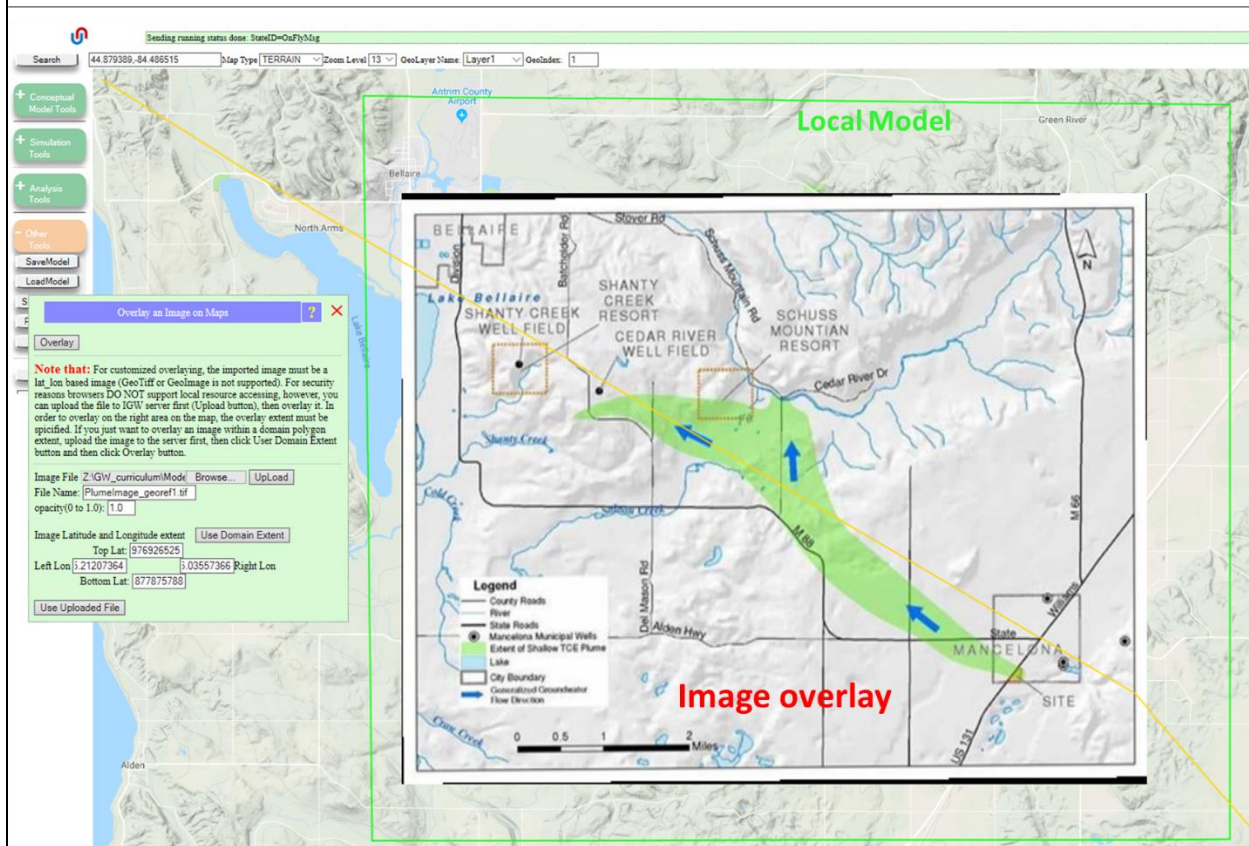 Sending running status done: StateID=OnFlyMsg
Search 44.879389,-84.486515 Map Type TERRAIN Zoom Level 13 GeoLayer Name: Layer1 GeoIndex: 1
+ Conceptual
Model Tools
+ Simulation
Tools
+ Analysis
Tools
- Other
Tools
SaveModel
LoadModel
Overlay an Image on Maps ?
Overlay
Note that: For customized overlaying, the imported image must be a
lat_lon based image (GeoTiff or GeoImage is not supported). For security
reasons browsers DO NOT support local resource accessing, however, you
can upload the file to IGW server first (Upload button), then overlay it. In
order to overlay on the right area on the map, the overlay extent must be
spicified. If you just want to overlay an image within a domain polygon
extent, upload the image to the server first, then click User Domain Extent
button and then click Overlay button.
Image File Z:\GW_curriculum\Mode Browse... UpLoad
File Name: PlumeImage_georef1.tif
opacity(0 to 1.0): 1.0
Image Latitude and Longitude extent Use Domain Extent
Top Lat: 976926525
Left Lon 5.21207364 5.03557366 Right Lon
Bottom Lat: 877875788
Use Uploaded File
Antrim County
Airport
Local Model
Green River
Bellaire
North Arms
Lake Bellaire
Alden
BELLAIRE
Division
Batcholder Rd
Stover Rd
Schuss Mountain Rd
N
Lake Bellaire
SHANTY
CREEK
RESORT
SHANTY CREEK
WELL FIELD
CEDAR RIVER
WELL FIELD
SCHUSS
MOUNTIAN
RESORT
Cedar River Dr
Shanty Creek
Cold Creek
M 88
M 66
Del Mason Rd
Alden Hwy
State
Williams
MANCELONA
SITE
US 131
Craw Creek
Legend
County Roads
River
State Roads
Mancelona Municipal Wells
Extent of Shallow TCE Plume
Lake
City Boundary
Generalized Groundwater
Flow Direction
0 0.5 1 2
Miles
Image overlay